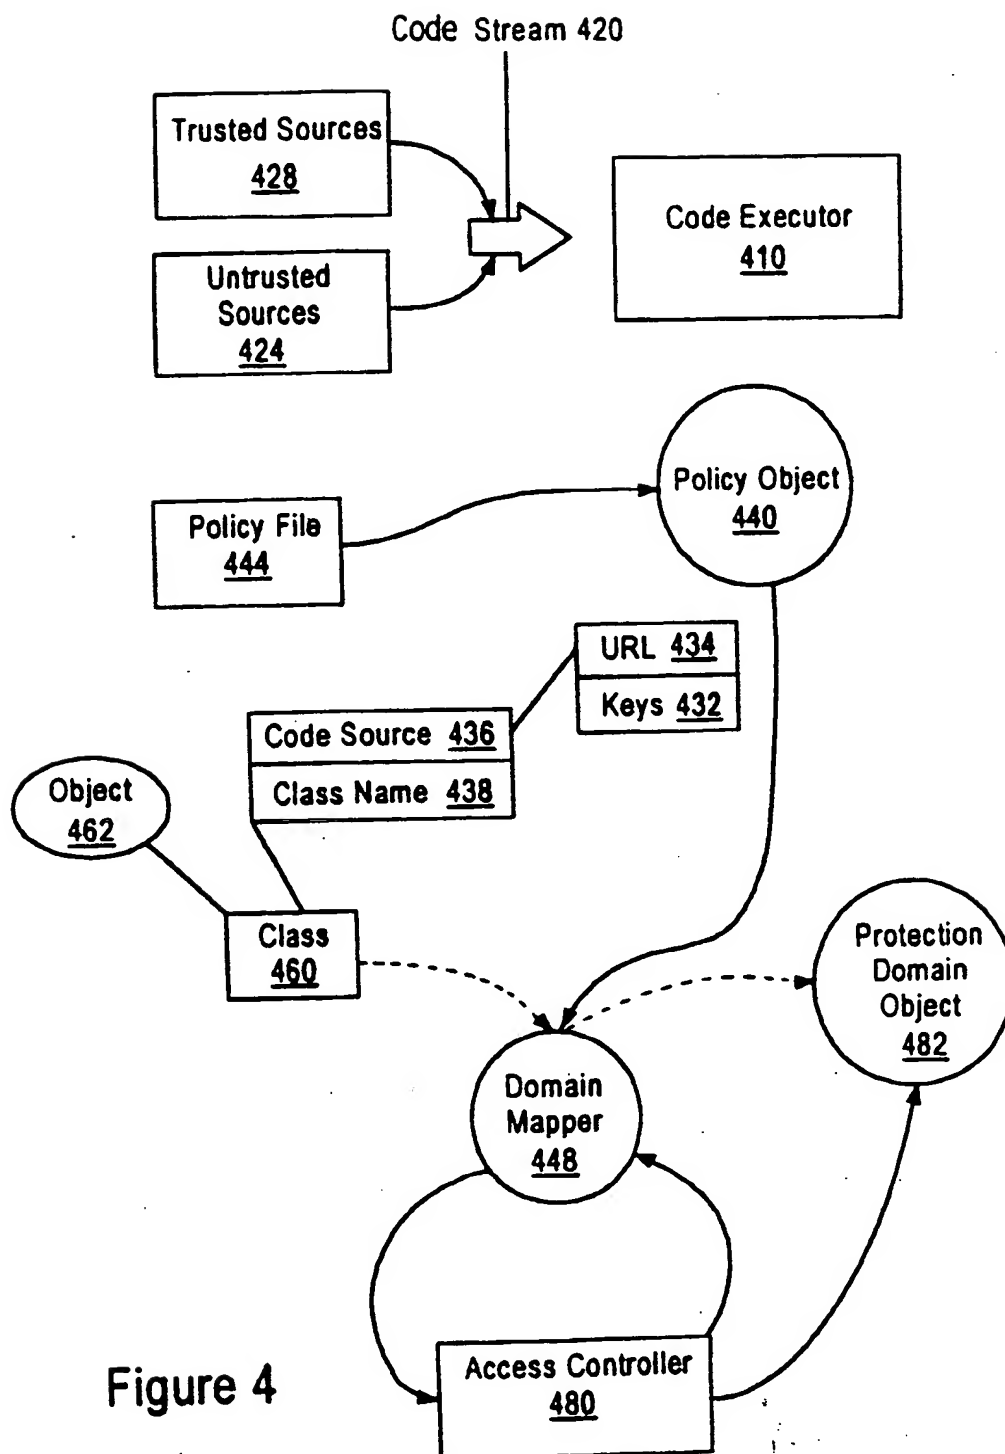 Code Stream 420
Trusted Sources
428
Untrusted
Sources
424
Code Executor
410
Policy Object
440
Policy File
444
URL 434
Keys 432
Code Source 436
Class Name 438
Object
462
Class
460
Protection
Domain
Object
482
Domain
Mapper
448
Access Controller
480
Figure 4